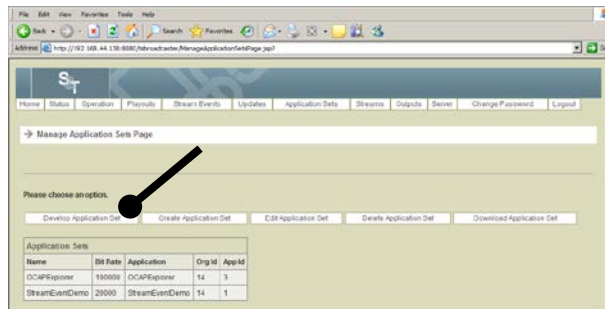 File Edit View Favorites Tools Help
Back Search Favorites
Address http://192.168.44.138:8080/tsbroadcaster/ManageApplicationSetsPage.jsp?
S&T
Home Status Operation Playouts Stream Events Updates Application Sets Streams Outputs Server Change Password Logout
Manage Application Sets Page
Please choose an option.
Develop Application Set Create Application Set Edit Application Set Delete Application Set Download Application Set
Application Sets
Name Bit Rate Application Org Id App Id
OCAPExplorer 100000 OCAPExplorer 14 3
StreamEventDemo 20000 StreamEventDemo 14 1